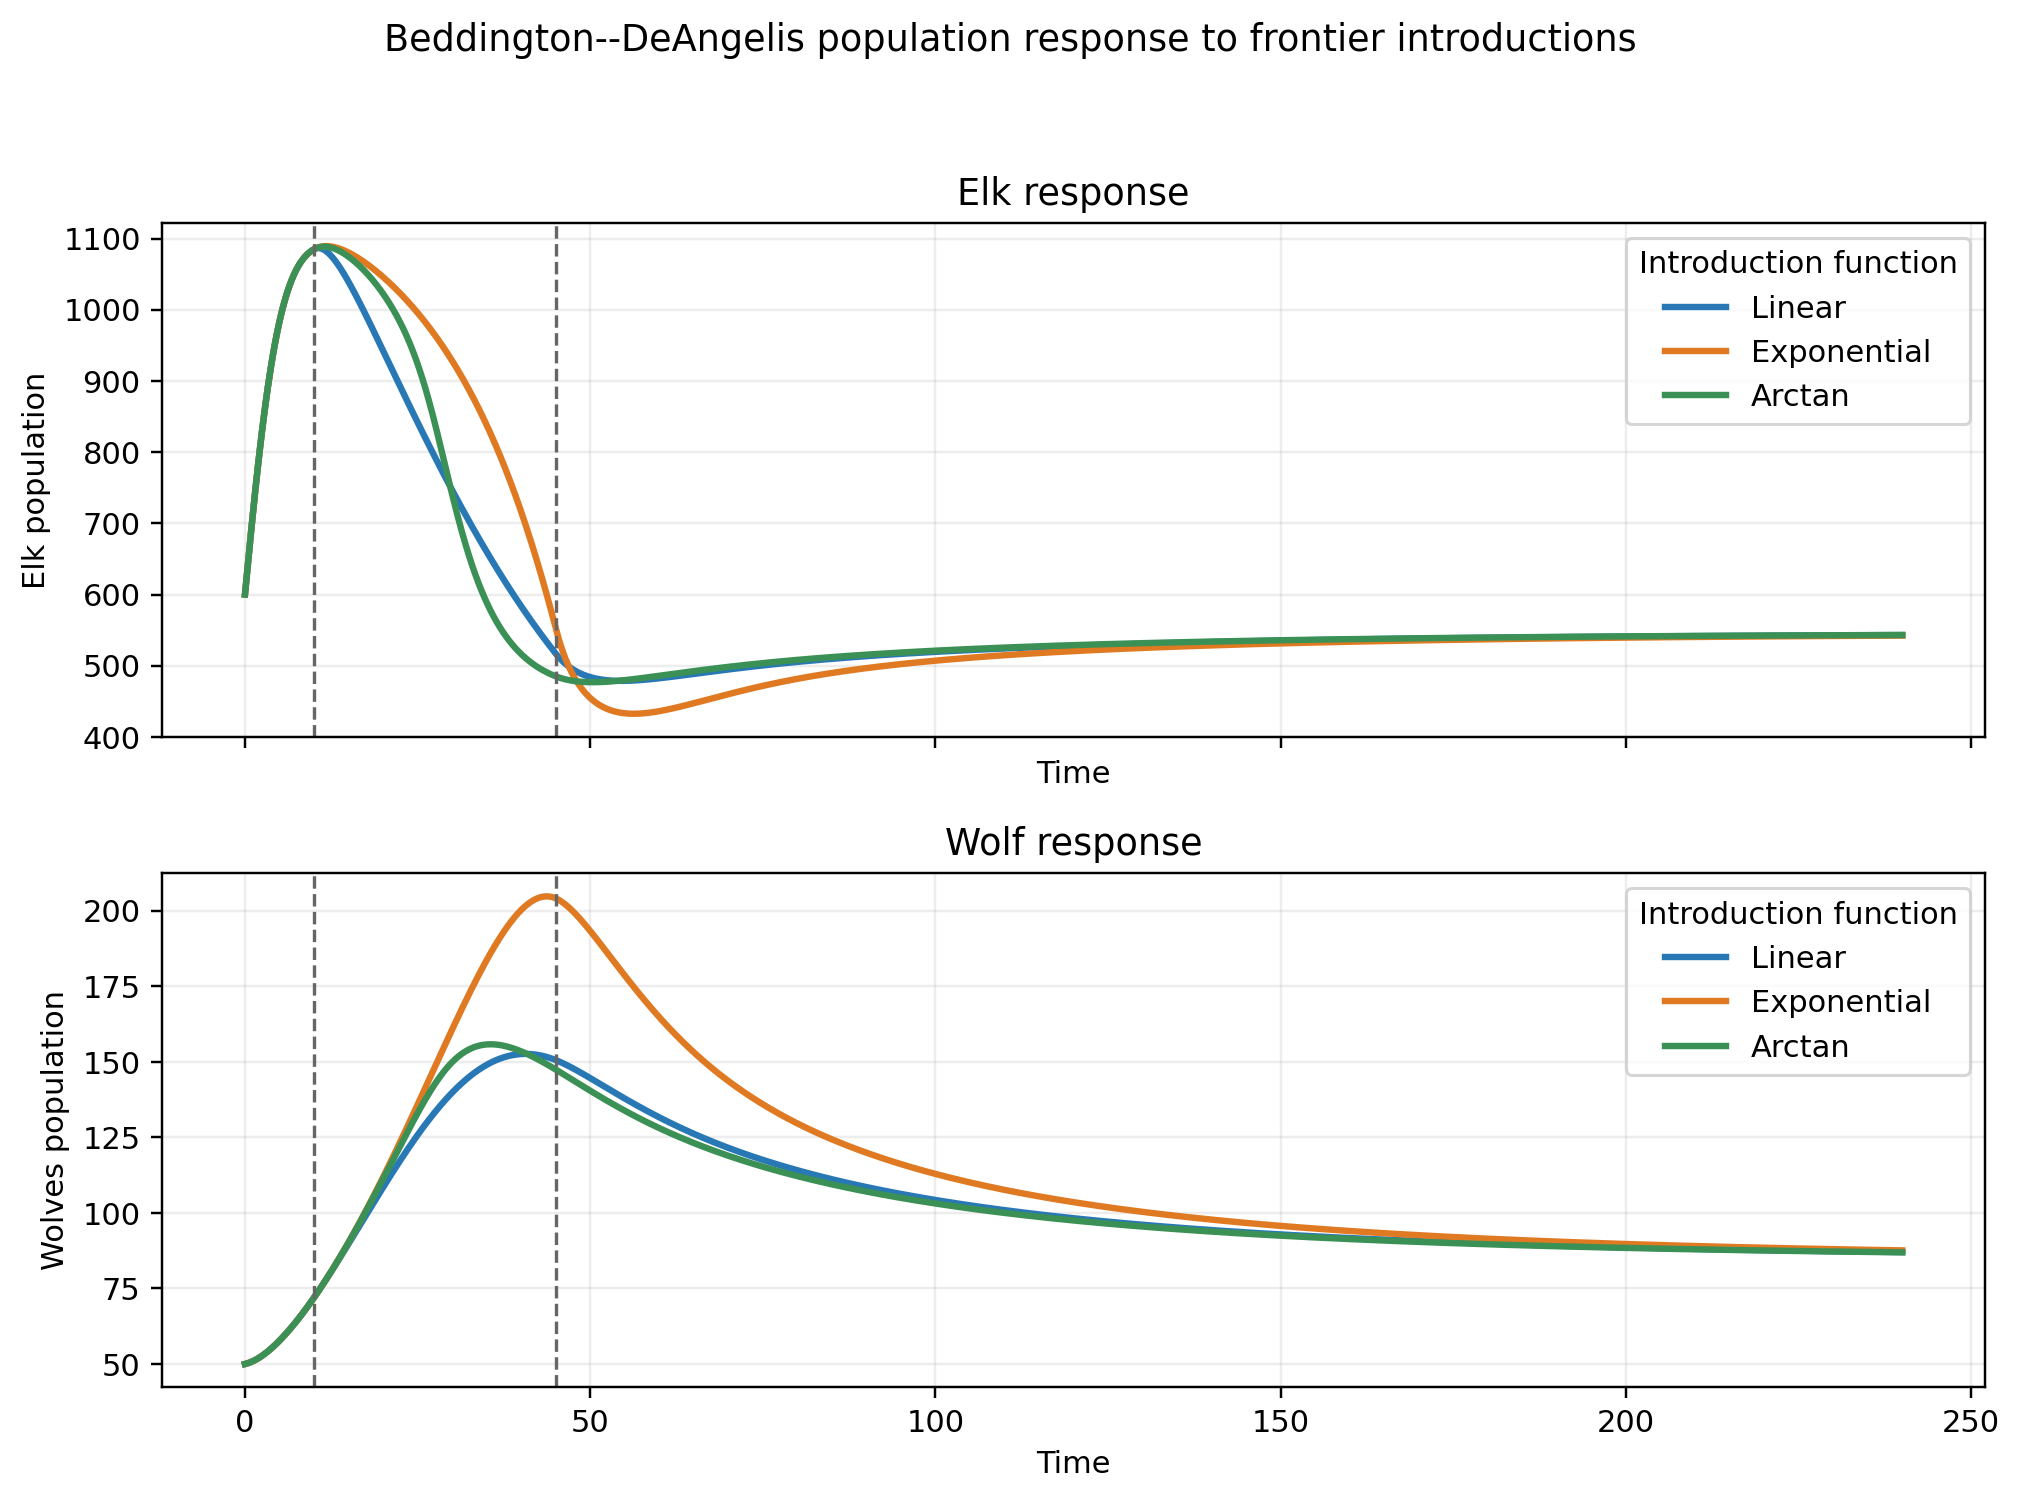 Beddington--DeAngelis population response to frontier introductions
Elk response
Elk population
1100
1000
900
800
700
600
500
400
Introduction function
Linear
Exponential
Arctan
Time
Wolf response
Wolves population
200
175
150
125
100
75
50
Introduction function
Linear
Exponential
Arctan
0 50 100 150 200 250
Time